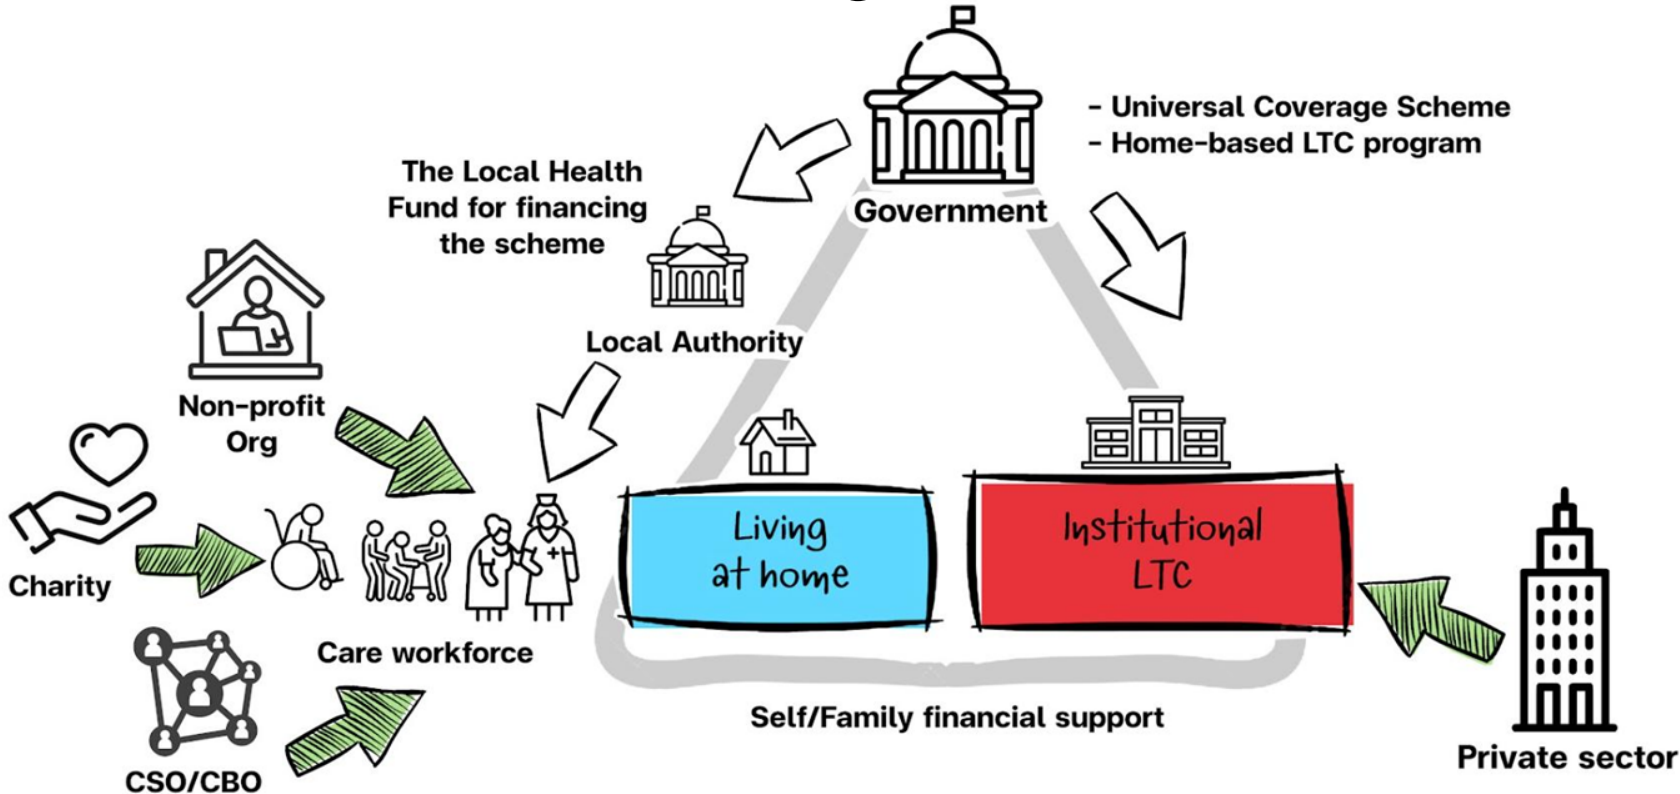 - Universal Coverage Scheme
- Home-based LTC program
Government
The Local Health
Fund for financing
the scheme
Local Authority
Non-profit
Org
Charity
Care workforce
CSO/CBO
Living
at home
Institutional
LTC
Self/Family financial support
Private sector